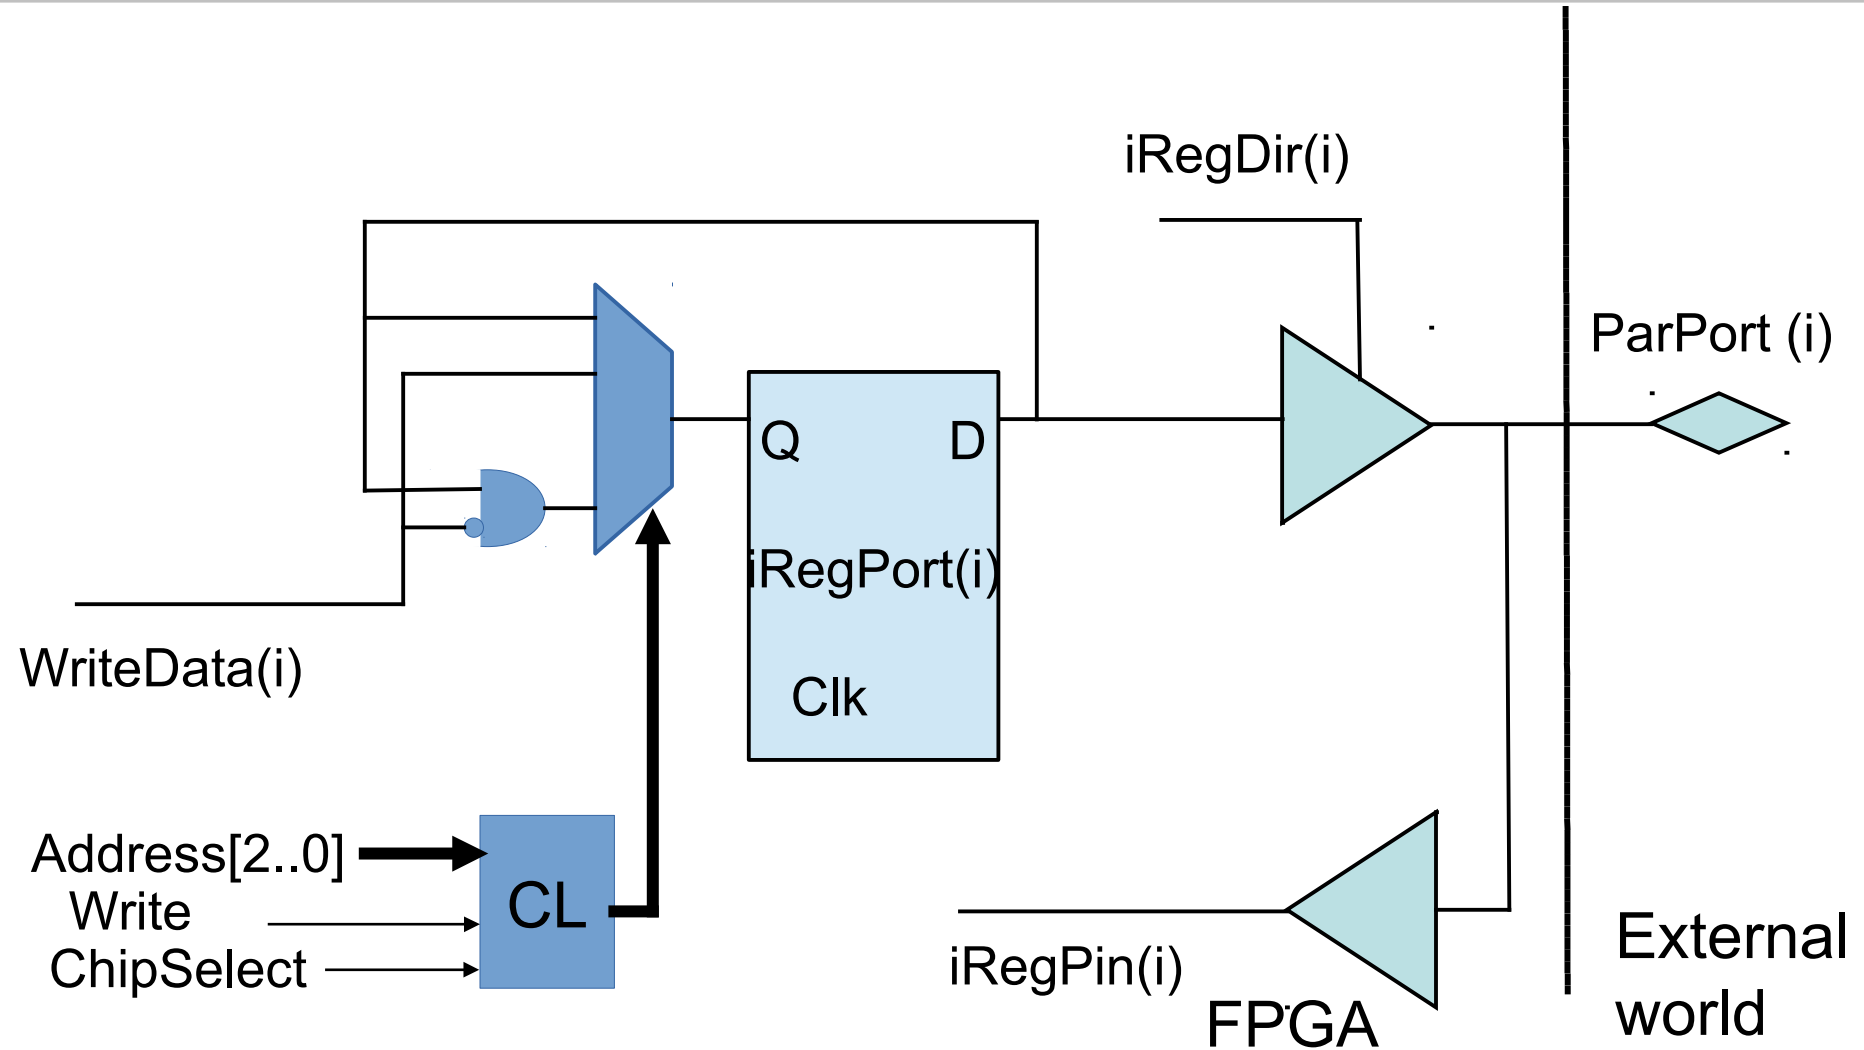 iRegDir(i)
ParPort (i)
Q
D
iRegPort(i)
Clk
WriteData(i)
Address[2..0]
Write
ChipSelect
CL
iRegPin(i)
FPGA
External
world